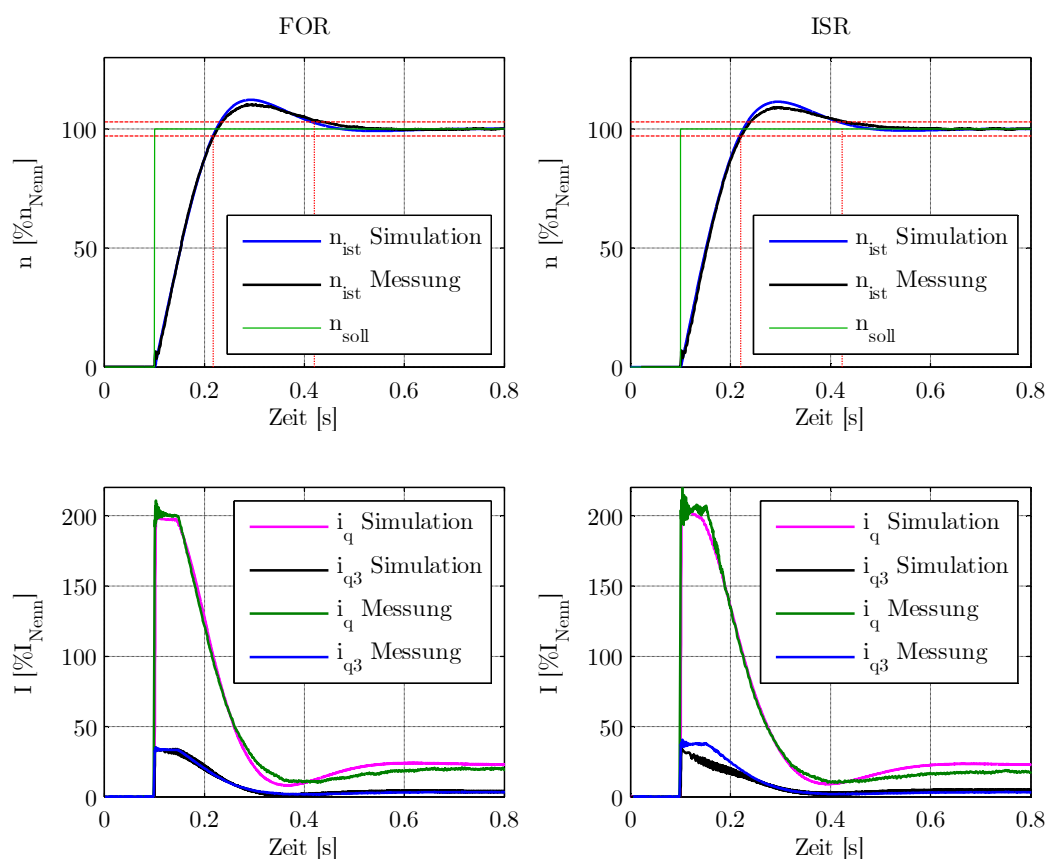 FOR
n [%n_Nenn]
100
50
0
n_ist Simulation
n_ist Messung
n_soll
0 0.2 0.4 0.6 0.8
Zeit [s]
ISR
n [%n_Nenn]
100
50
0
n_ist Simulation
n_ist Messung
n_soll
0 0.2 0.4 0.6 0.8
Zeit [s]
I [%I_Nenn]
200
150
100
50
0
i_q Simulation
i_q3 Simulation
i_q Messung
i_q3 Messung
0 0.2 0.4 0.6 0.8
Zeit [s]
I [%I_Nenn]
200
150
100
50
0
i_q Simulation
i_q3 Simulation
i_q Messung
i_q3 Messung
0 0.2 0.4 0.6 0.8
Zeit [s]